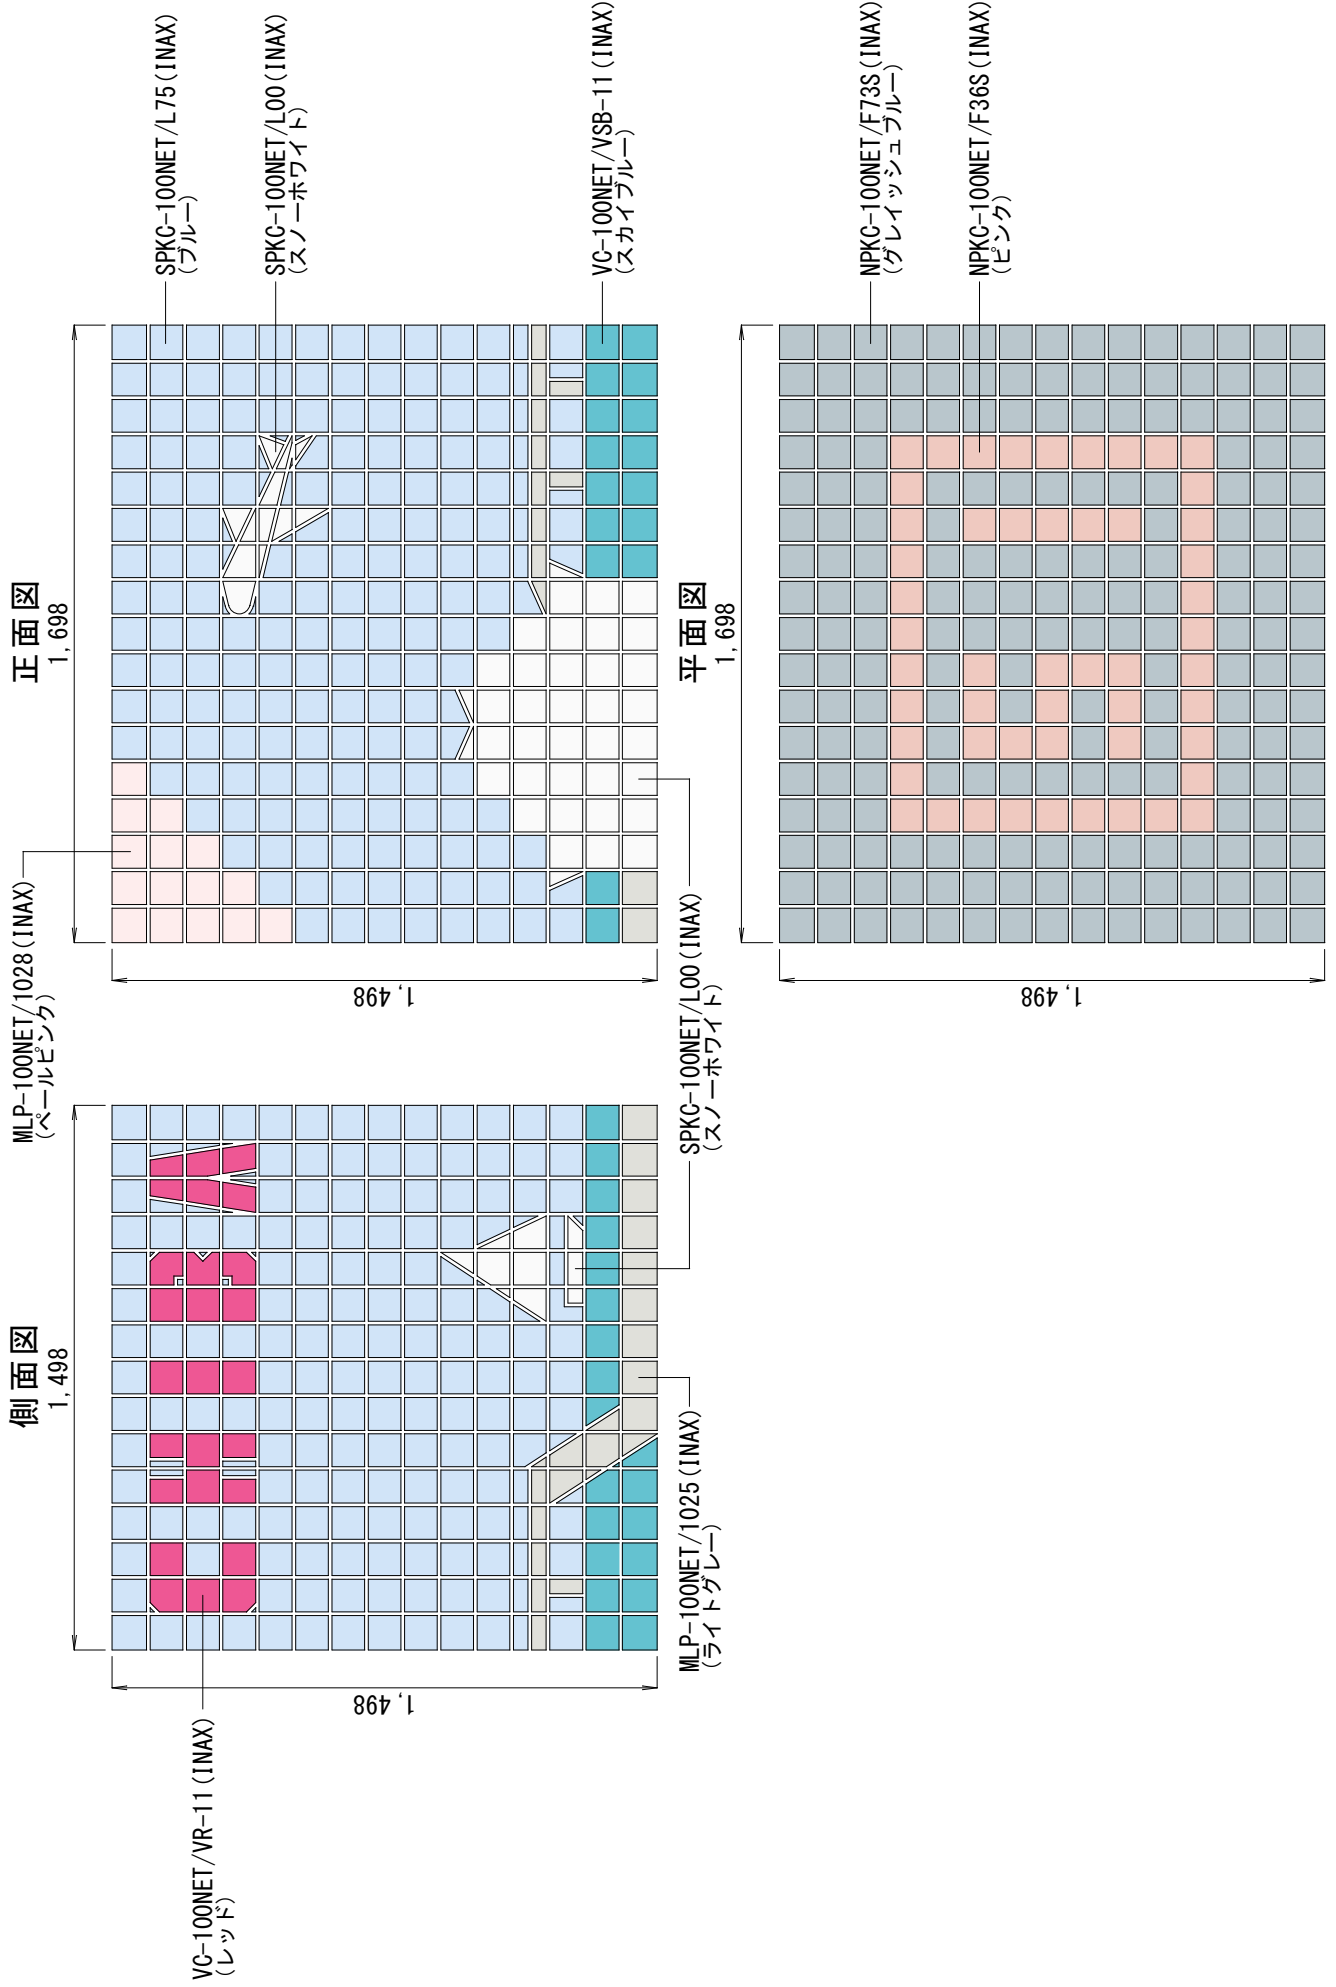 側面図
1,498
1,498
VC-100NET/VR-11(INAX)
(レッド)
CHIBA
MLP-100NET/1025(INAX)
(ライトグレー)
SPKC-100NET/L00(INAX)
(スノーホワイト)
MLP-100NET/1028(INAX)
(ペールピンク)
正面図
1,698
1,498
SPKC-100NET/L75(INAX)
(ブルー)
SPKC-100NET/L00(INAX)
(スノーホワイト)
VC-100NET/VSB-11(INAX)
(スカイブルー)
平面図
1,698
1,498
51
NPKC-100NET/F73S(INAX)
(グレイッシュブルー)
NPKC-100NET/F36S(INAX)
(ピンク)